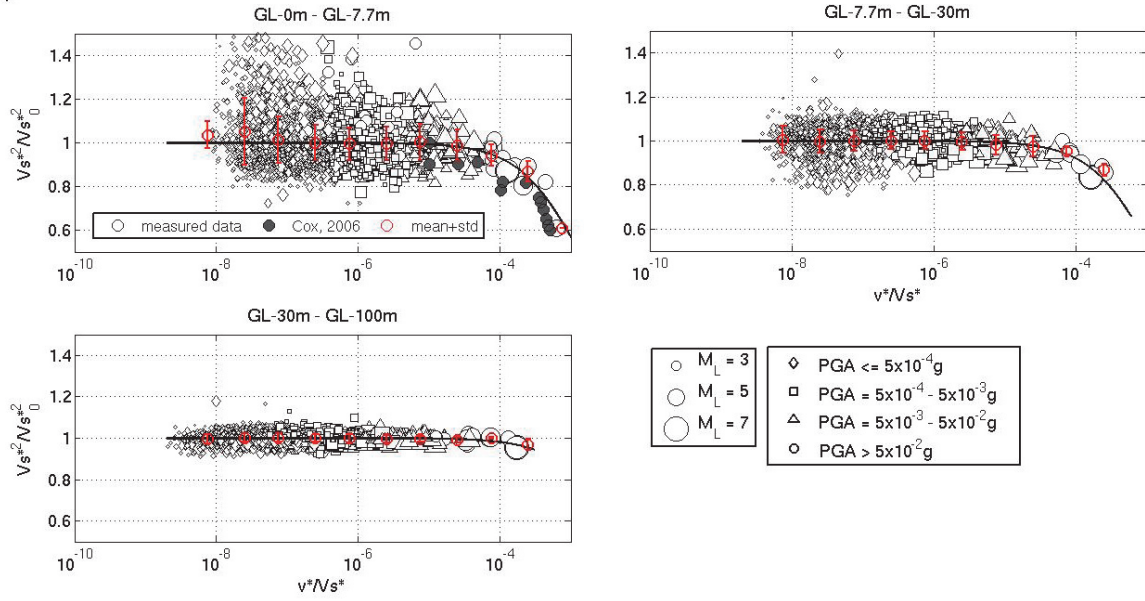 GL-0m - GL-7.7m
1.4
1.2
1
0.8
0.6
Vs*²/Vs*₀²
measured data
Cox, 2006
mean+std
10⁻¹⁰
10⁻⁸
10⁻⁶
10⁻⁴
GL-7.7m - GL-30m
1.4
1.2
1
0.8
0.6
10⁻¹⁰
10⁻⁸
10⁻⁶
10⁻⁴
v*/Vs*
GL-30m - GL-100m
1.4
1.2
1
0.8
0.6
Vs*²/Vs*₀²
10⁻¹⁰
10⁻⁸
10⁻⁶
10⁻⁴
v*/Vs*
M_L = 3
M_L = 5
M_L = 7
PGA <= 5x10⁻⁴g
PGA = 5x10⁻⁴ - 5x10⁻³g
PGA = 5x10⁻³ - 5x10⁻²g
PGA > 5x10⁻²g